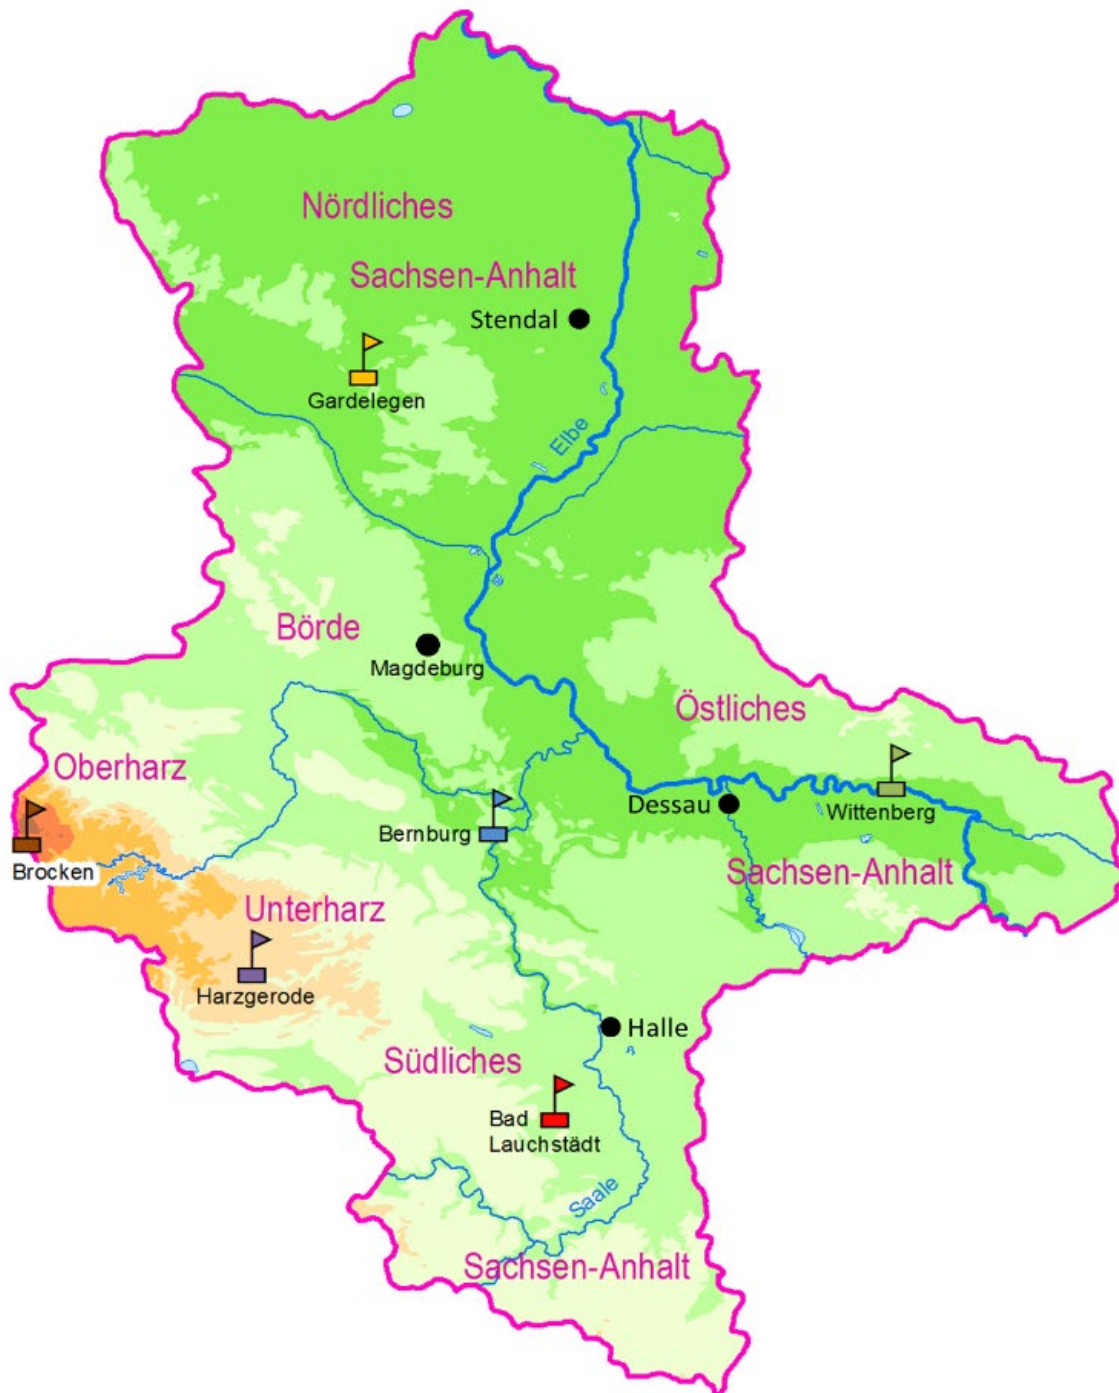 Nördliches
Sachsen-Anhalt
Stendal
Gardelegen
Elbe
Börde
Magdeburg
Östliches
Oberharz
Wittenberg
Dessau
Bernburg
Brocken
Sachsen-Anhalt
Unterharz
Harzgerode
Halle
Südliches
Bad
Lauchstädt
Saale
Sachsen-Anhalt